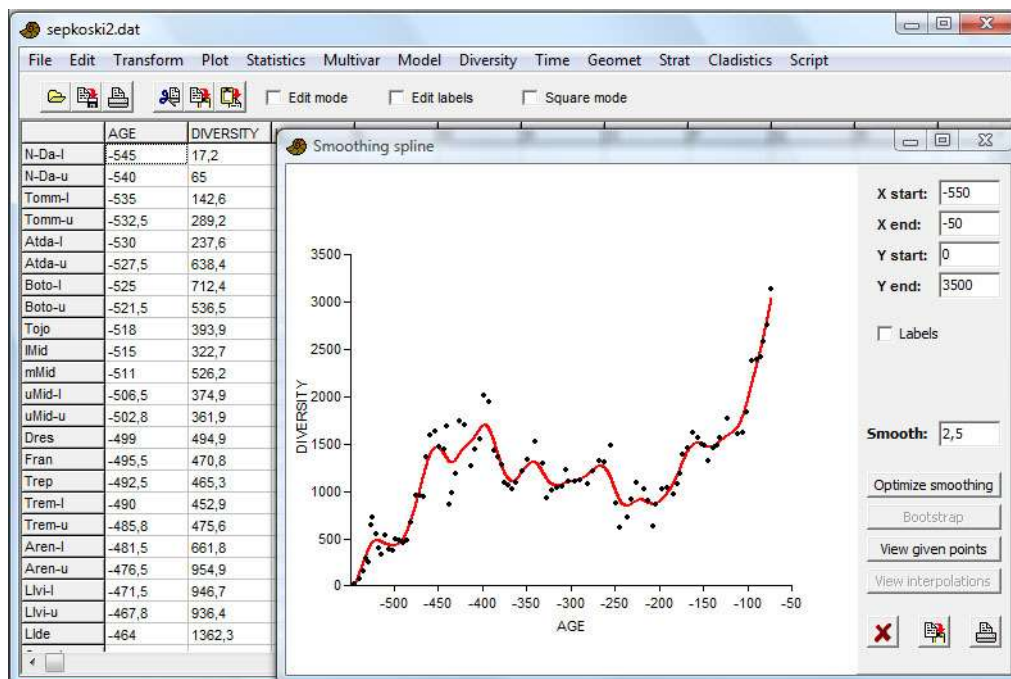 sepkoski2.dat
File Edit Transform Plot Statistics Multivar Model Diversity Time Geomet Strat Cladistics Script
Edit mode Edit labels Square mode
AGE DIVERSITY
N-Da-l -545 17,2
N-Da-u -540 65
Tomm-l -535 142,6
Tomm-u -532,5 289,2
Atda-l -530 237,6
Atda-u -527,5 638,4
Boto-l -525 712,4
Boto-u -521,5 536,5
Tojo -518 393,9
lMid -515 322,7
mMid -511 526,2
uMid-l -506,5 374,9
uMid-u -502,8 361,9
Dres -499 494,9
Fran -495,5 470,8
Trep -492,5 465,3
Trem-l -490 452,9
Trem-u -485,8 475,6
Aren-l -481,5 661,8
Aren-u -476,5 954,9
Llvi-l -471,5 946,7
Llvi-u -467,8 936,4
Llde -464 1362,3
Smoothing spline
3500
3000
2500
2000
1500
1000
500
0
DIVERSITY
-500 -450 -400 -350 -300 -250 -200 -150 -100 -50
AGE
X start: -550
X end: -50
Y start: 0
Y end: 3500
Labels
Smooth: 2,5
Optimize smoothing
Bootstrap
View given points
View interpolations